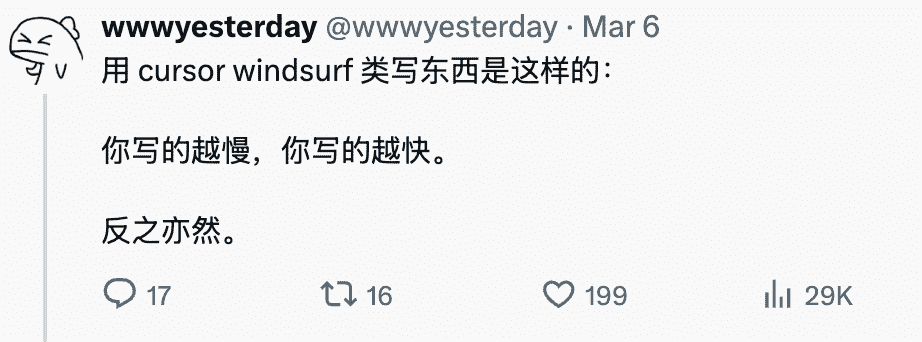 wwwyesterday @wwwyesterday · Mar 6
用 cursor windsurf 类写东西是这样的：
你写的越慢，你写的越快。
反之亦然。
17 16 199 29K